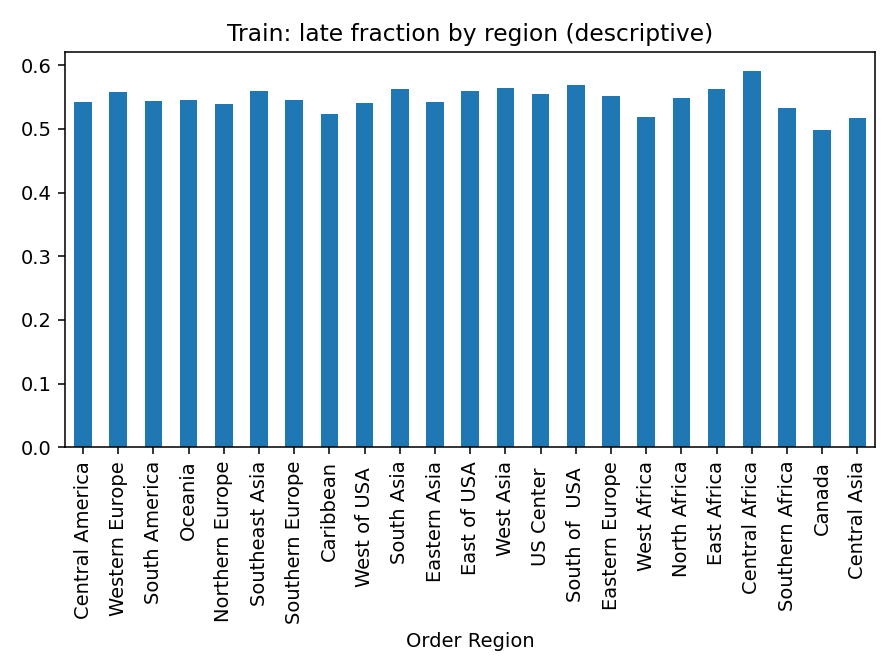 Train: late fraction by region (descriptive)
0.6
0.5
0.4
0.3
0.2
0.1
0.0
Central America
Western Europe
South America
Oceania
Northern Europe
Southeast Asia
Southern Europe
Caribbean
West of USA
South Asia
Eastern Asia
East of USA
West Asia
US Center
South of  USA
Eastern Europe
West Africa
North Africa
East Africa
Central Africa
Southern Africa
Canada
Central Asia
Order Region